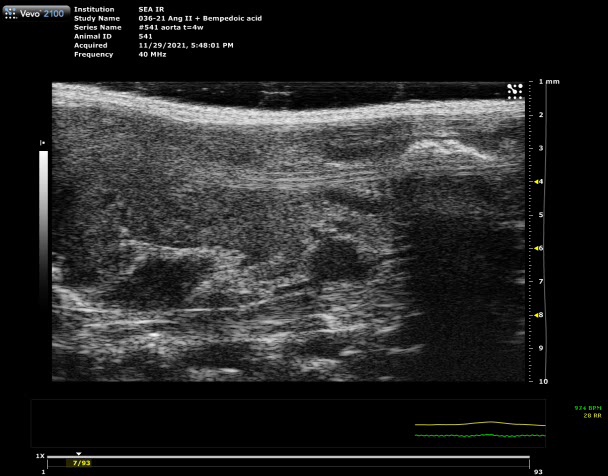 Vevo 2100
Institution SEA IR
Study Name 036-21 Ang II + Bempedoic acid
Series Name #541 aorta t=4w
Animal ID 541
Acquired 11/29/2021, 5:48:01 PM
Frequency 40 MHz
1 mm
2
3
4
5
6
7
8
9
10
974 BPM
28 RR
1X
7/93
1 93